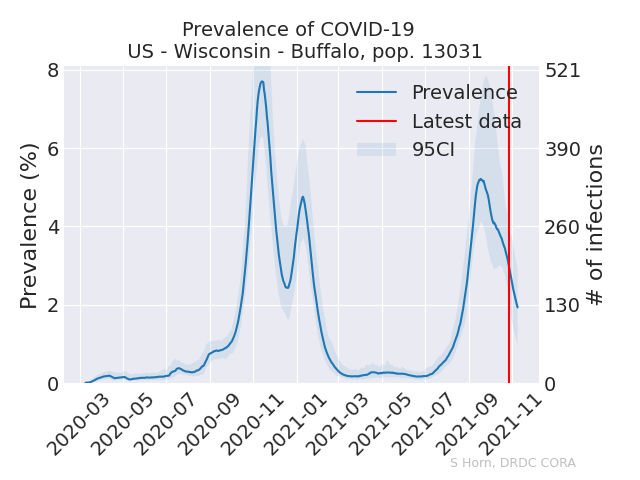 Prevalence of COVID-19
US - Wisconsin - Buffalo, pop. 13031
Prevalence
Latest data
95CI
Prevalence (%)
8
6
4
2
0
521
390
260
130
0
# of infections
2020-03
2020-05
2020-07
2020-09
2020-11
2021-01
2021-03
2021-05
2021-07
2021-09
2021-11
S Horn, DRDC CORA